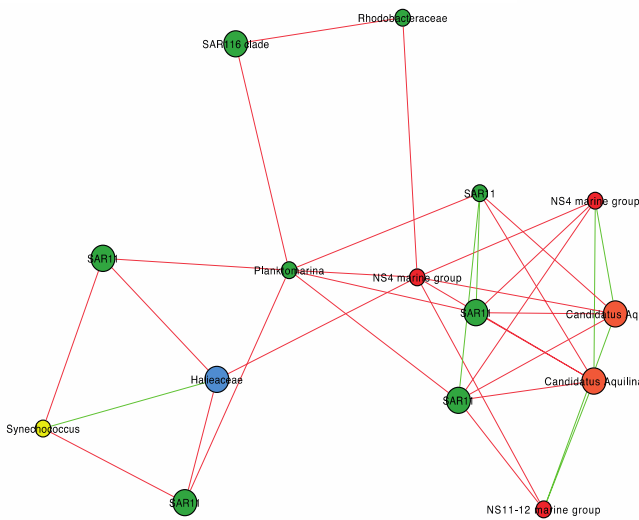 Rhodobacteraceae
SAR116 clade
SAR11
NS4 marine group
SAR11
Planktomarina
NS4 marine group
SAR11
Candidatus Aq
Halieaceae
Candidatus Aquilina
SAR11
Synechococcus
SAR11
NS11-12 marine group